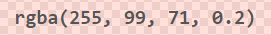 rgba(255, 99, 71, 0.2)